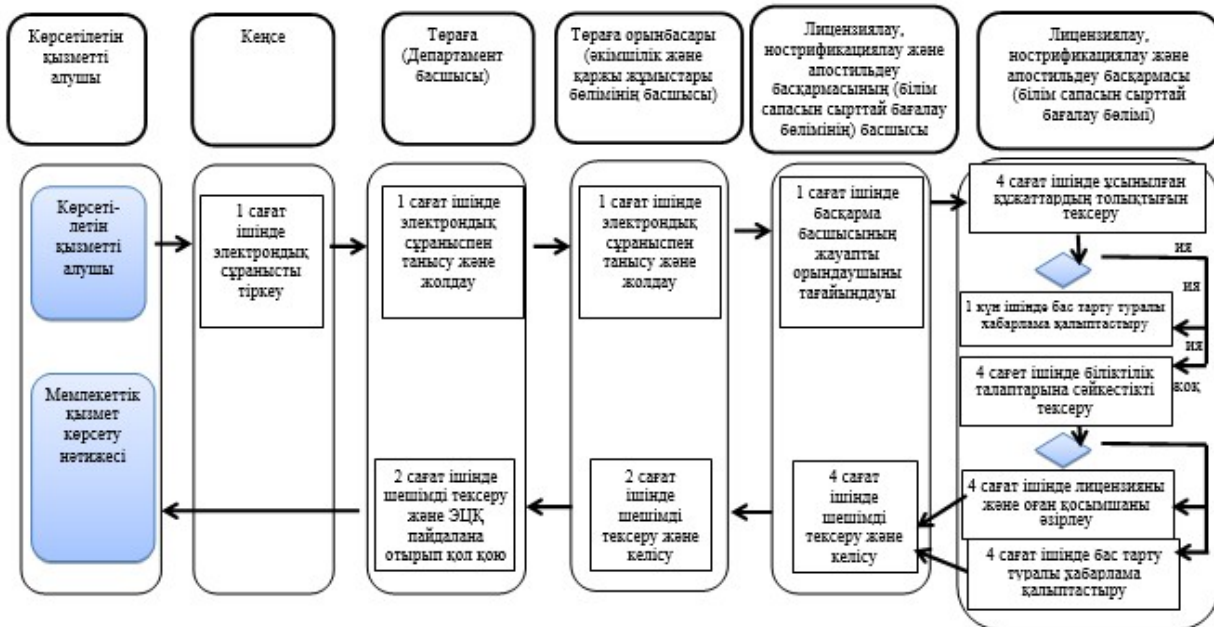 Көрсетілетін
қызметті
алушы
Кеңсе
Төраға
(Департамент
басшысы)
Төраға орынбасары
(әкімшілік және
қаржы жұмыстары
бөлімінің басшысы)
Лицензиялау,
нострификациялау және
апостильдеу
басқармасының (білім
сапасын сырттай бағалау
бөлімінің) басшысы
Лицензиялау,
нострификациялау және
апостильдеу басқармасы
(білім сапасын сырттай
бағалау бөлімі)
Көрсеті-
летін
қызметті
алушы
1 сағат
ішінде
электрондық
сұранысты
тіркеу
1 сағат ішінде
электрондық
сұраныспен
танысу және
жолдау
1 сағат ішінде
электрондық
сұраныспен
танысу және
жолдау
1 сағат ішінде
басқарма
басшысының
жауапты
орындаушыны
тағайындауы
4 сағат ішінде ұсынылған
құжаттардың толықтығын
тексеру
ия
ия
1 күн ішінде бас тарту туралы
хабарлама қалыптастыру
ия
4 сағет ішінде біліктілік
талаптарына сәйкестікті
тексеру
жоқ
Мемлекеттік
қызмет
көрсету
нәтижесі
2 сағат ішінде
шешімді тексеру
және ЭЦҚ
пайдалана
отырып қол қою
2 сағат
ішінде
шешімді
тексеру және
келісу
4 сағат
ішінде
шешімді
тексеру және
келісу
4 сағат ішінде лицензияны
және оған қосымшаны
әзірлеу
4 сағат ішінде бас тарту
туралы хабарлама
қалыптастыру